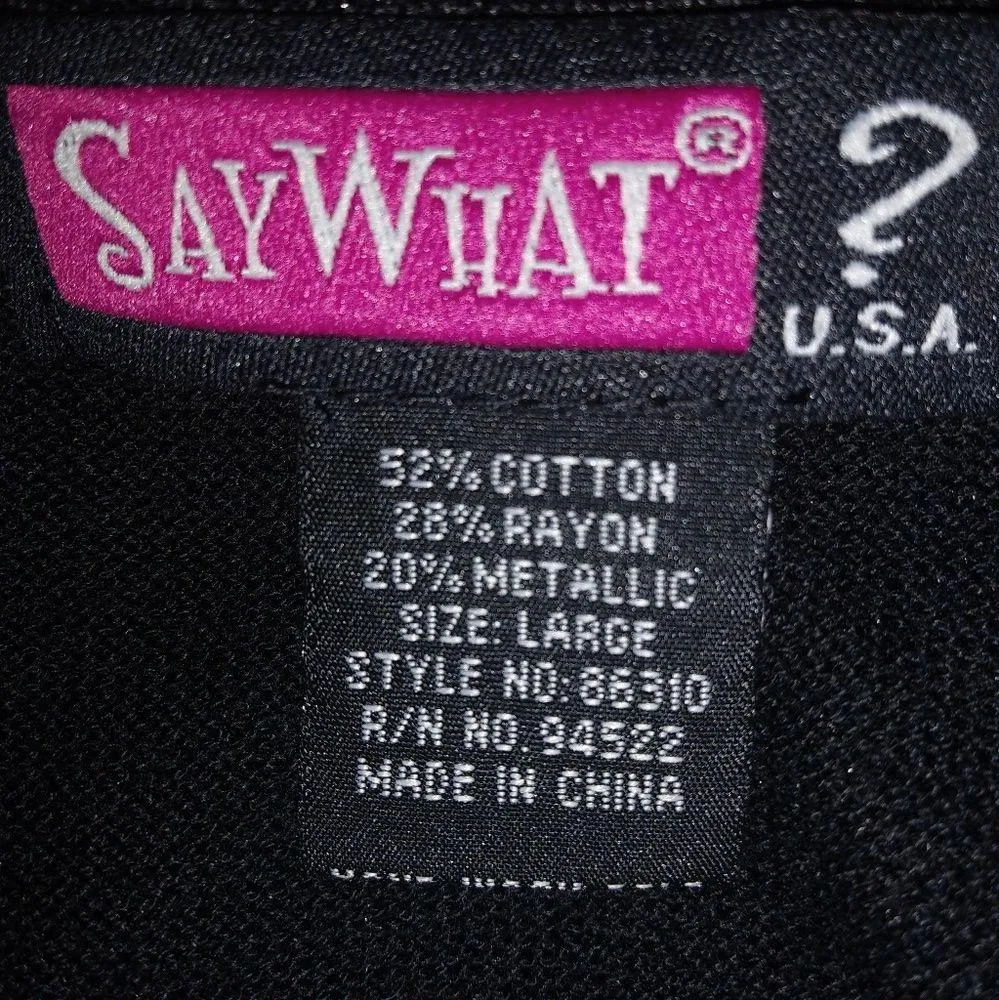 SAYWHAT® ?
U.S.A.
52% COTTON
28% RAYON
20% METALLIC
SIZE: LARGE
STYLE NO: 86310
R/N NO. 94522
MADE IN CHINA